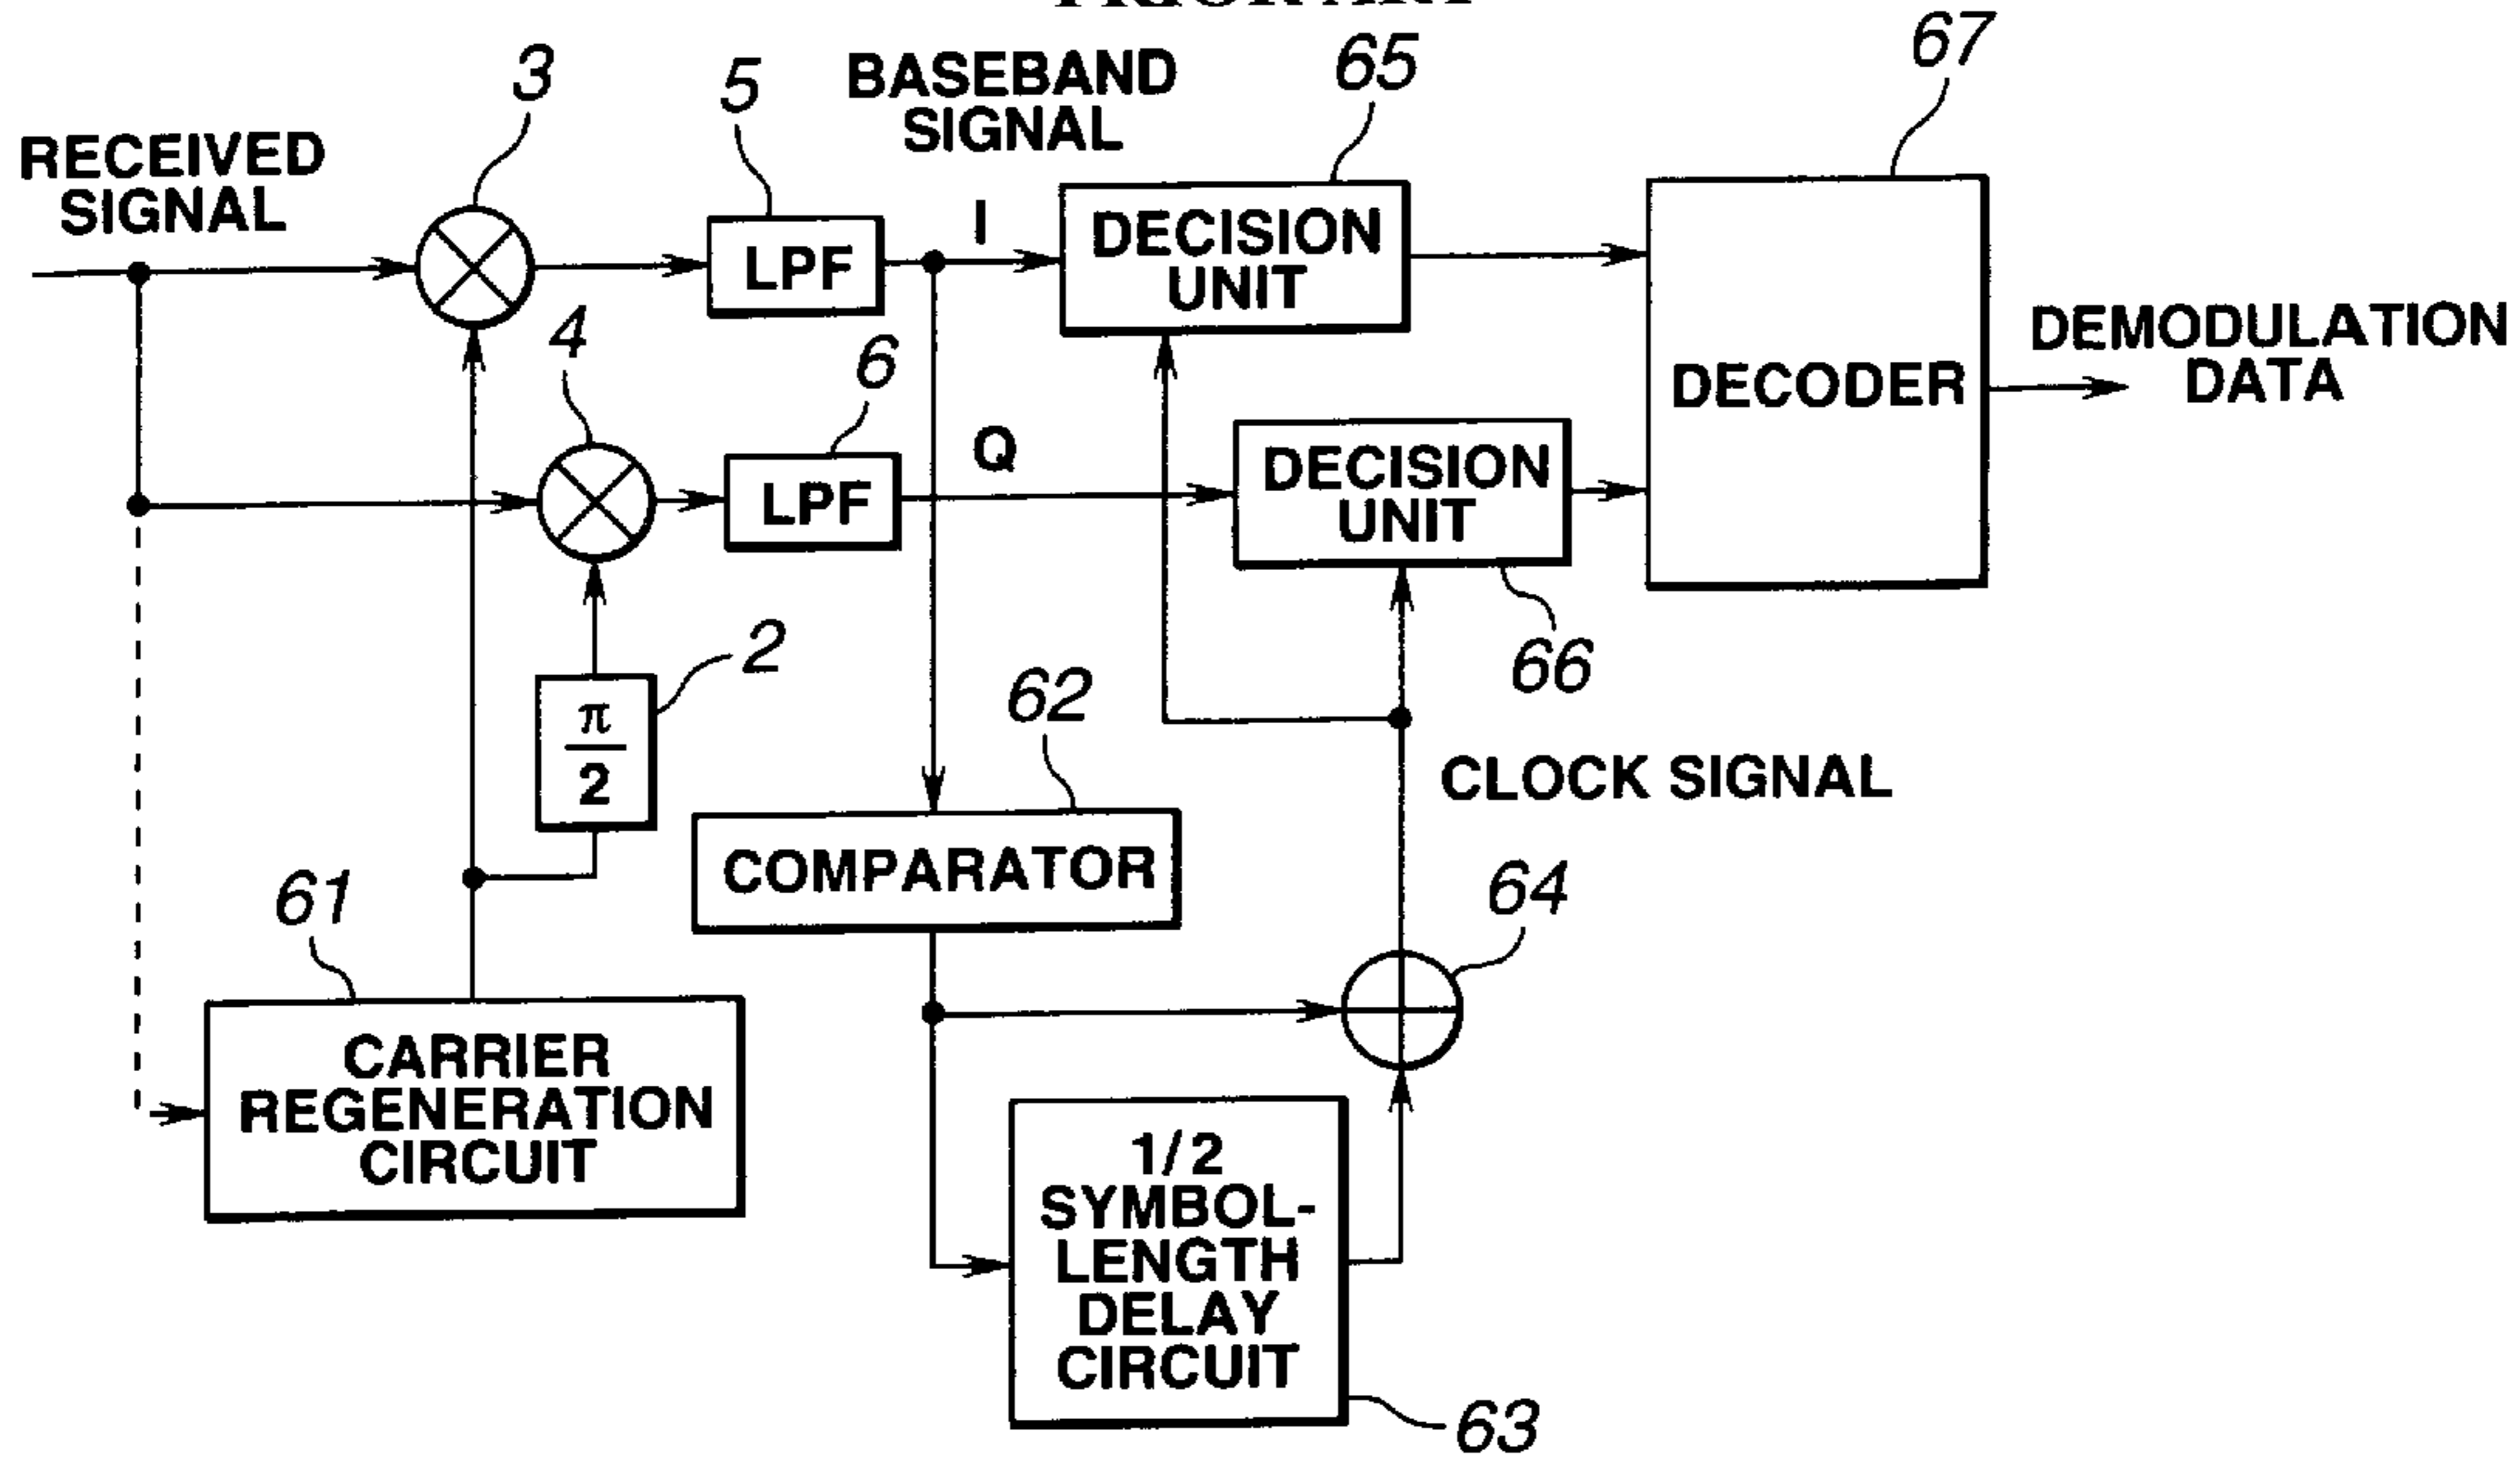 3
5
BASEBAND
SIGNAL
65
67
RECEIVED
SIGNAL
I
LPF
DECISION
UNIT
4
6
DEMODULATION
DATA
DECODER
Q
LPF
DECISION
UNIT
2
66
π
2
62
CLOCK SIGNAL
COMPARATOR
61
64
CARRIER
REGENERATION
CIRCUIT
1/2
SYMBOL-
LENGTH
DELAY
CIRCUIT
63